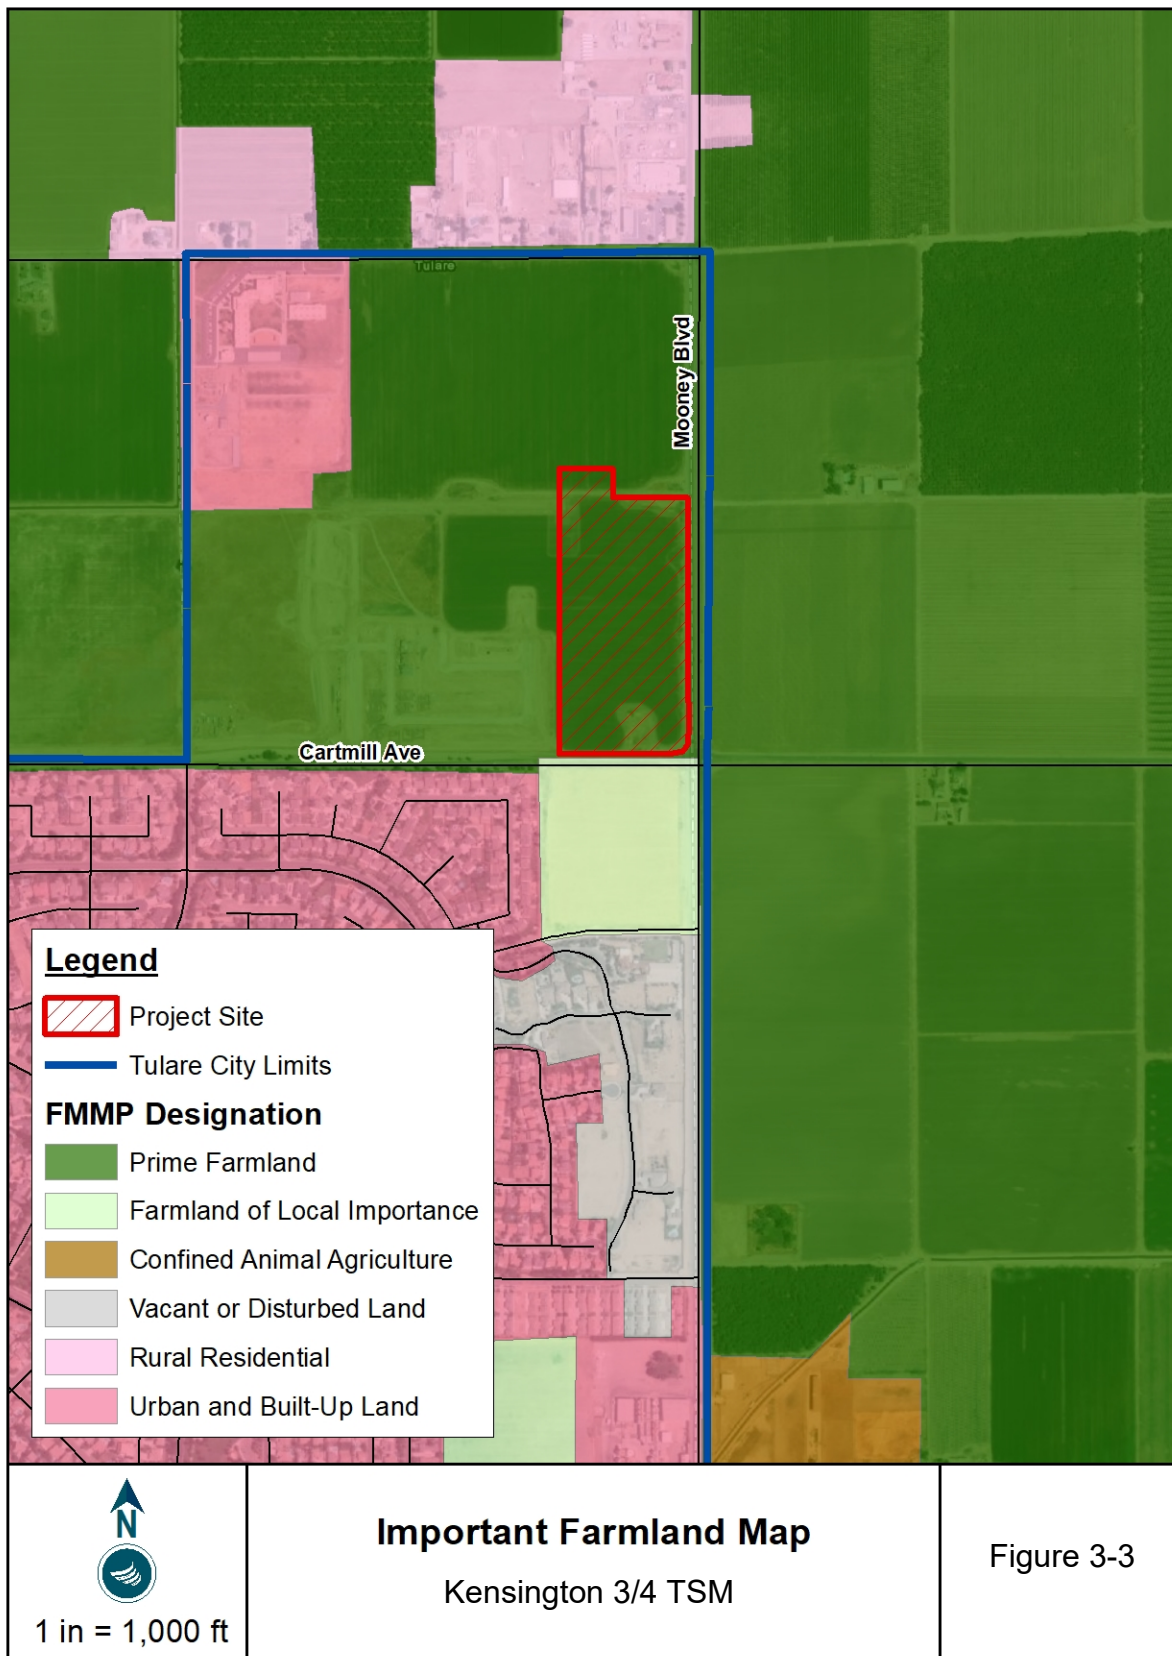 Tulare
Mooney Blvd
Cartmill Ave
Legend
Project Site
Tulare City Limits
FMMP Designation
Prime Farmland
Farmland of Local Importance
Confined Animal Agriculture
Vacant or Disturbed Land
Rural Residential
Urban and Built-Up Land
N
1 in = 1,000 ft
Important Farmland Map
Kensington 3/4 TSM
Figure 3-3